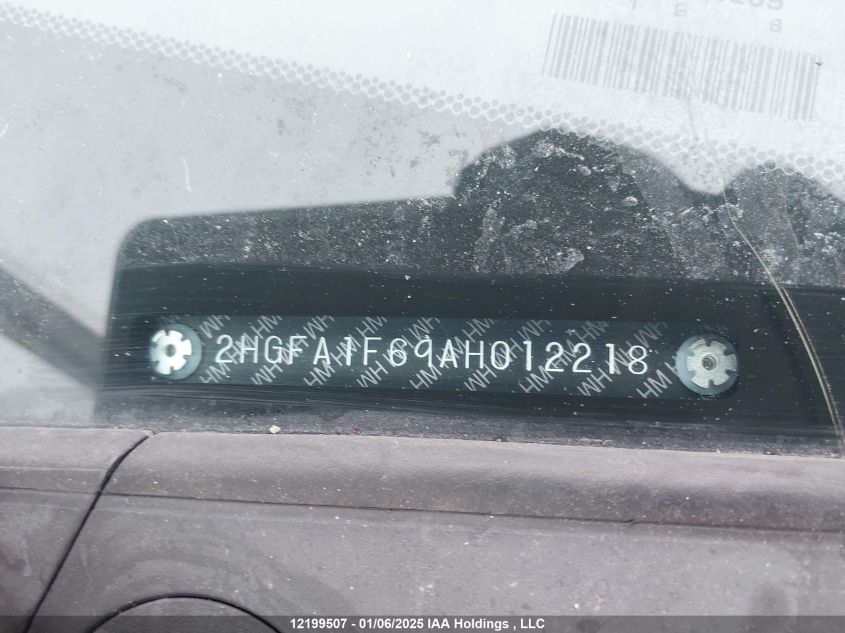 2HGFA1F69AH012218
12199507 - 01/06/2025 IAA Holdings , LLC